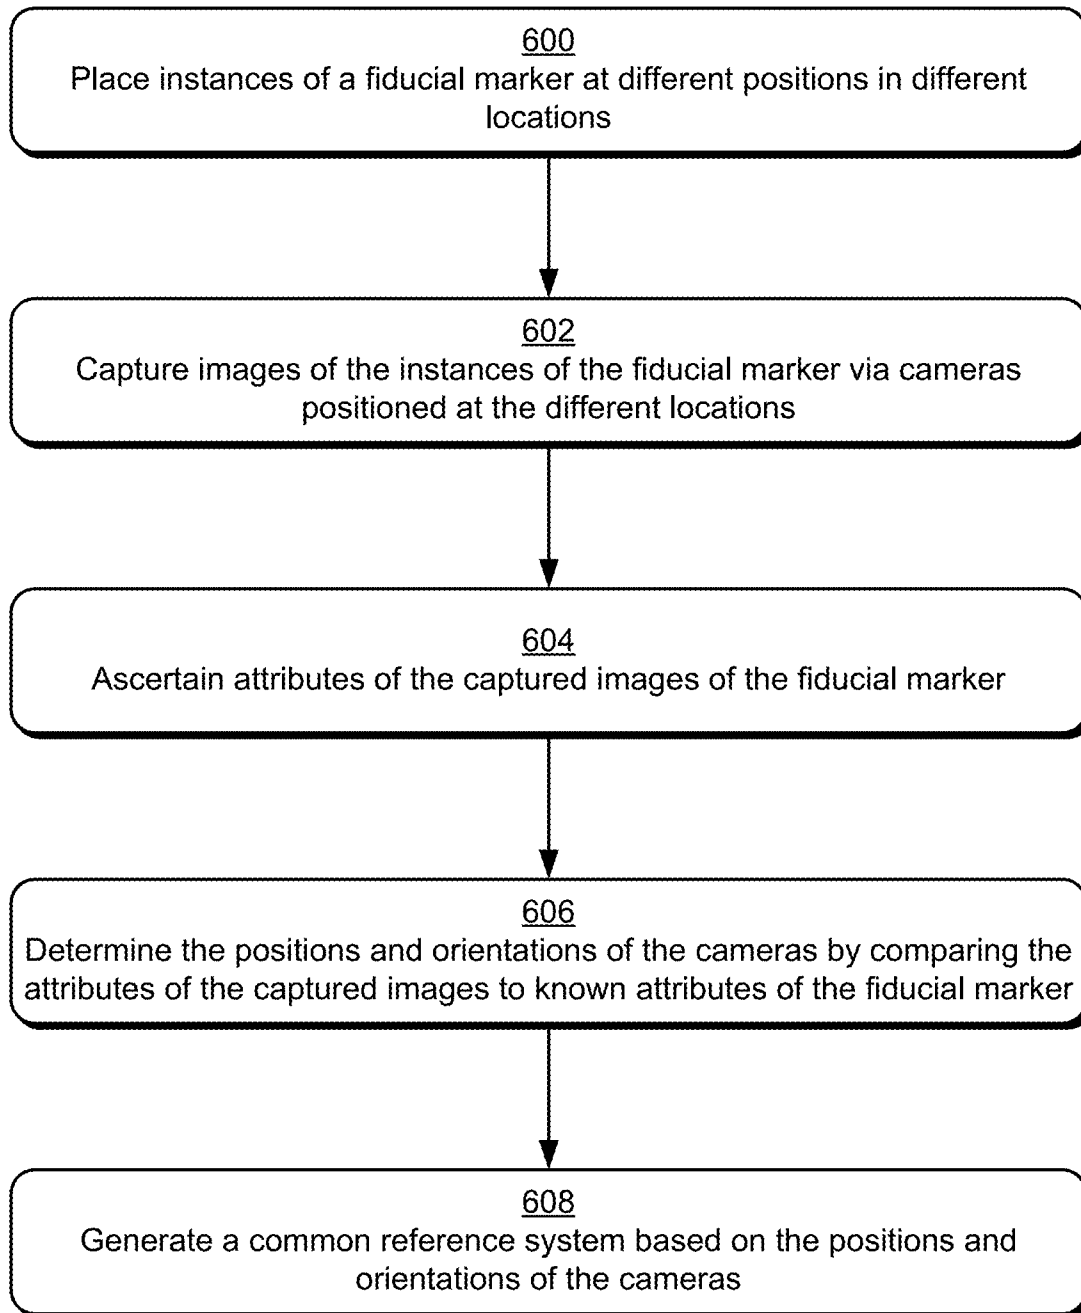 600
Place instances of a fiducial marker at different positions in different
locations
602
Capture images of the instances of the fiducial marker via cameras
positioned at the different locations
604
Ascertain attributes of the captured images of the fiducial marker
606
Determine the positions and orientations of the cameras by comparing the
attributes of the captured images to known attributes of the fiducial marker
608
Generate a common reference system based on the positions and
orientations of the cameras